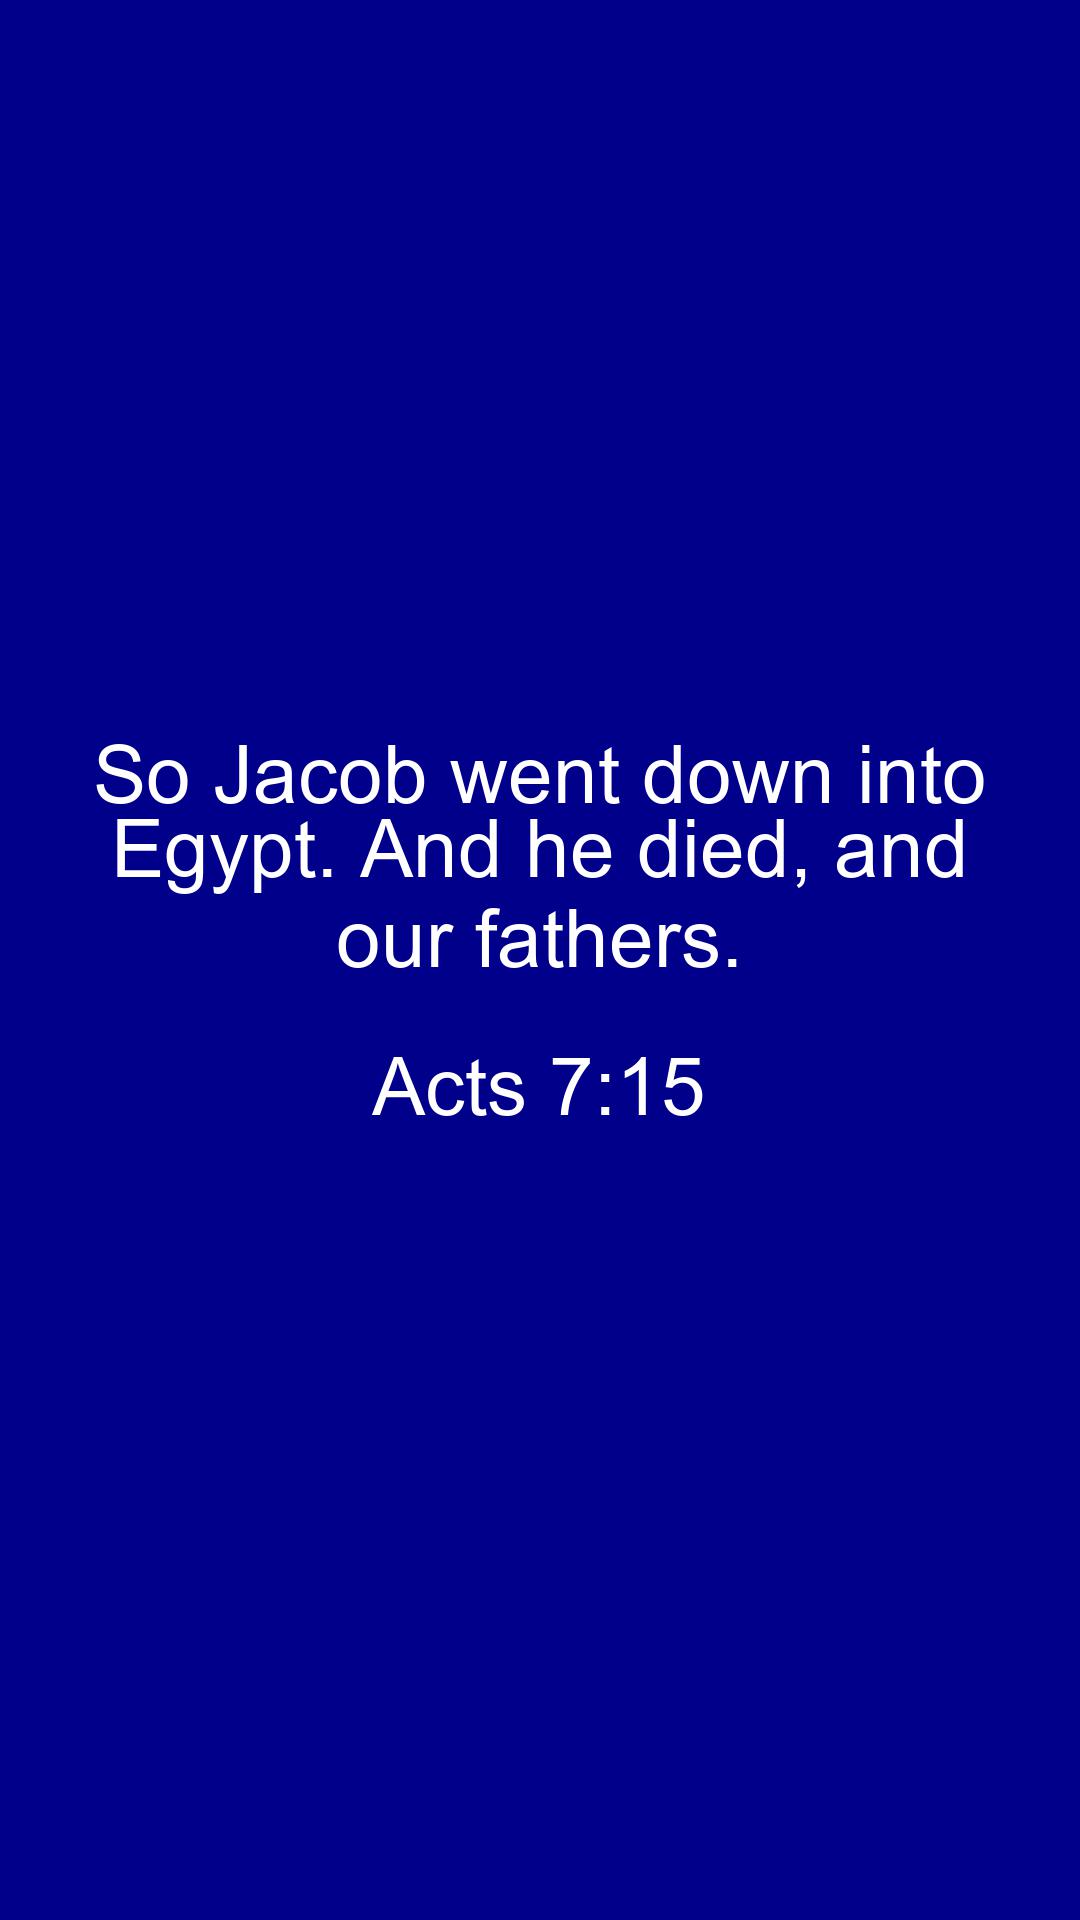 So Jacob went down into
Egypt. And he died, and
our fathers.
Acts 7:15